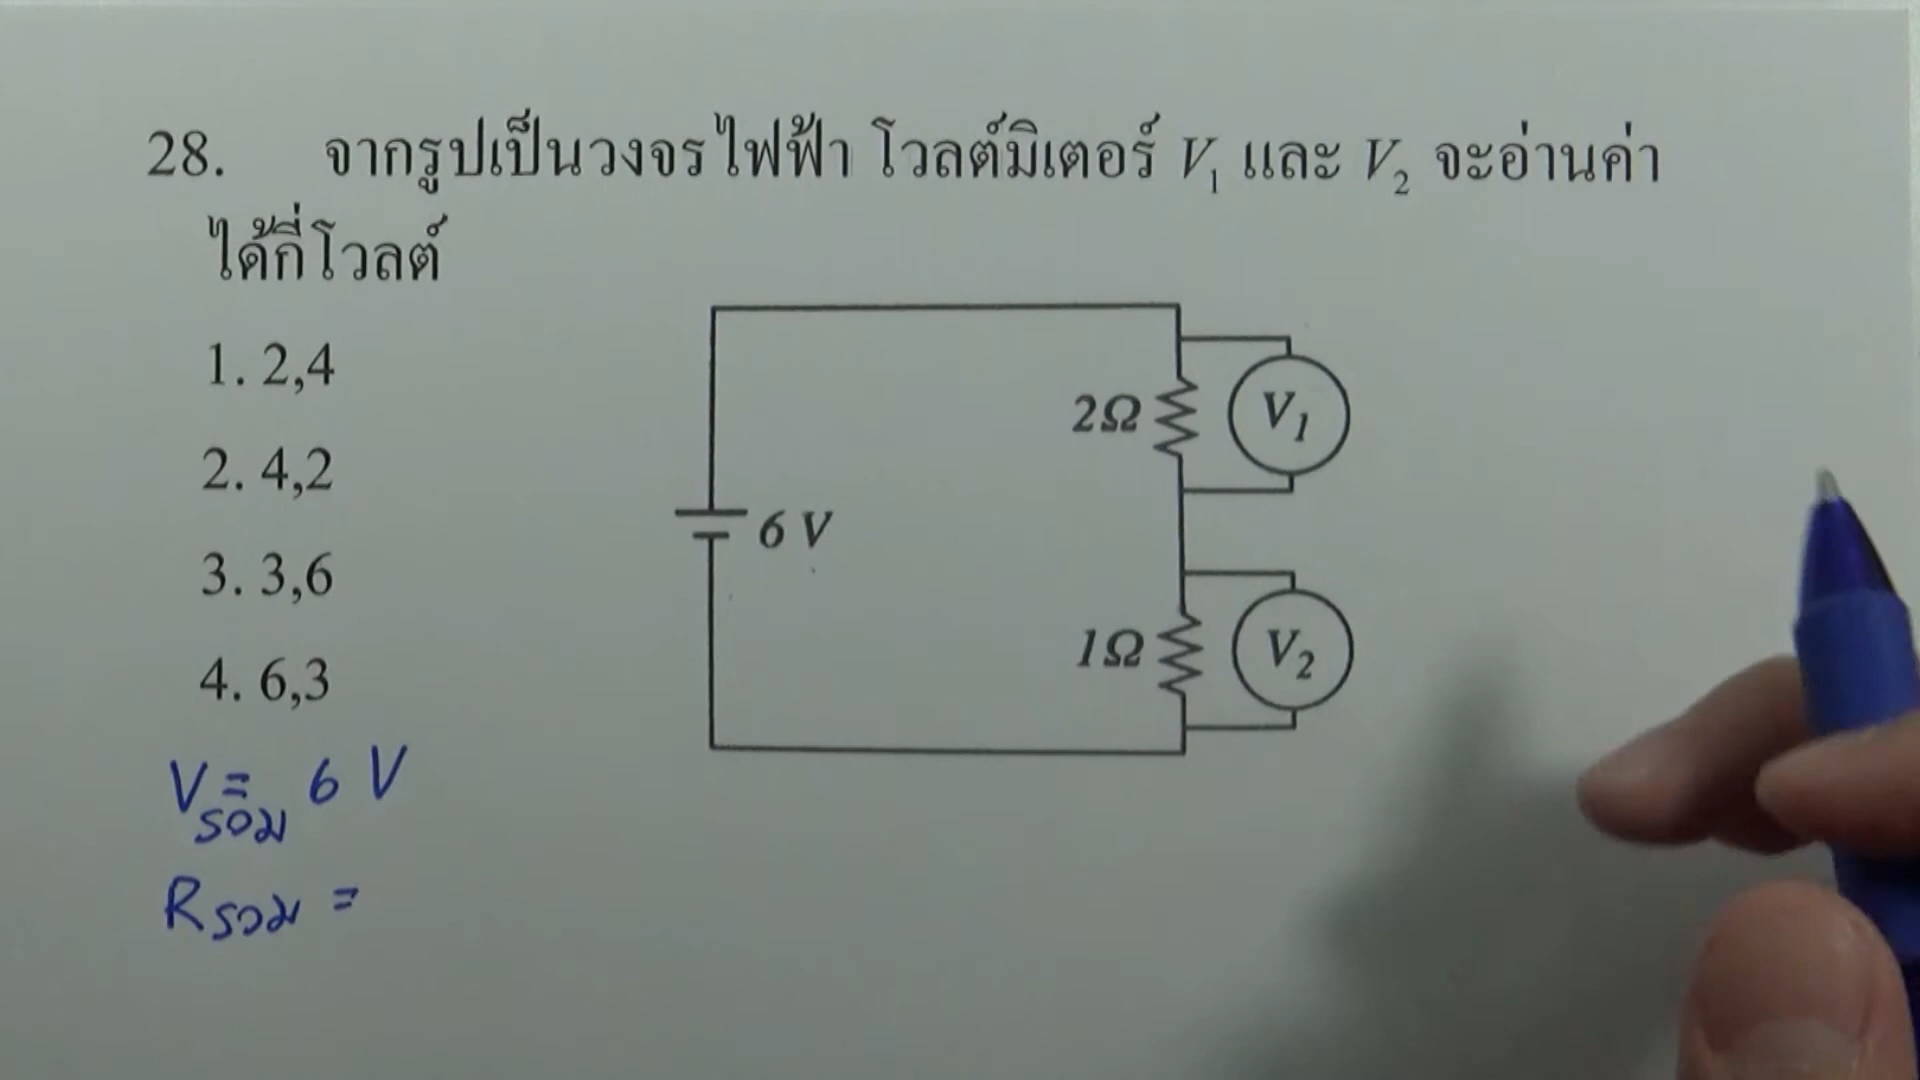 28. จากรูปเป็นวงจรไฟฟ้า โวลต์มิเตอร์ V₁ และ V₂ จะอ่านค่า
ได้กี่โวลต์
1. 2,4
2. 4,2
3. 3,6
4. 6,3
2Ω
V₁
6 V
1Ω
V₂
Vรวม = 6 V
Rรวม =